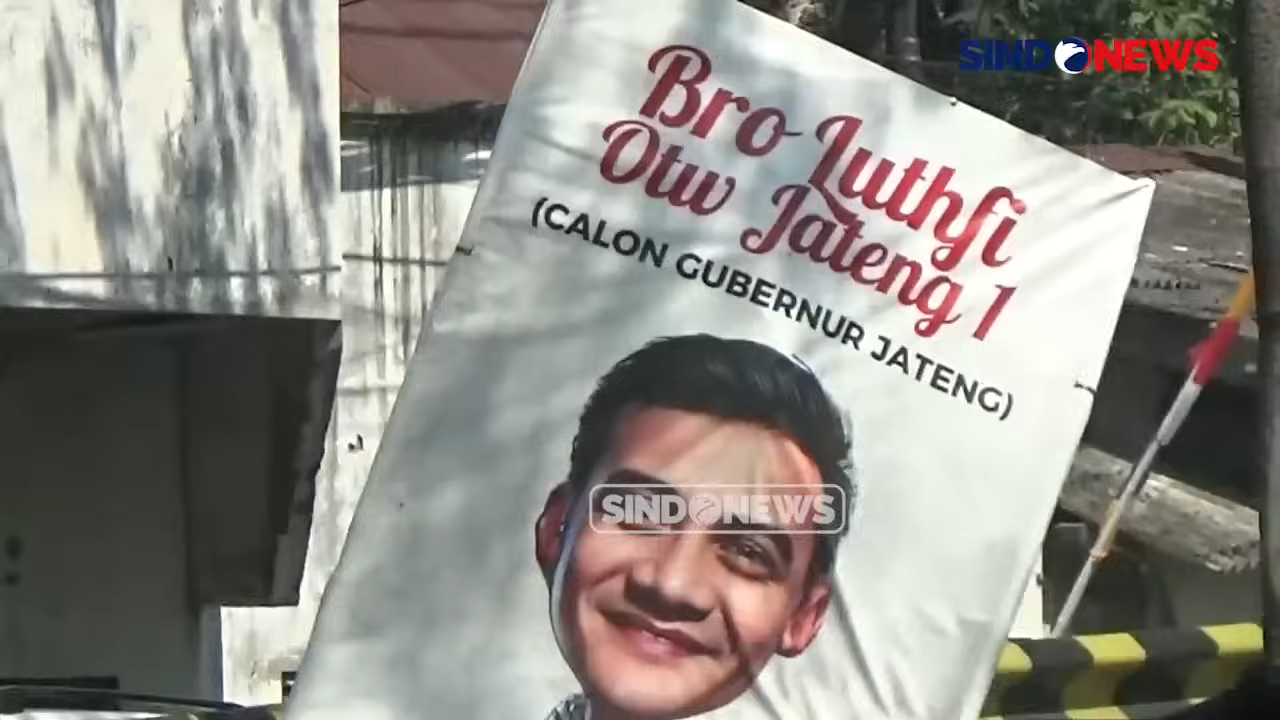 SINDONEWS
Bro Luthfi
Otw Jateng 1
(CALON GUBERNUR JATENG)
SINDONEWS